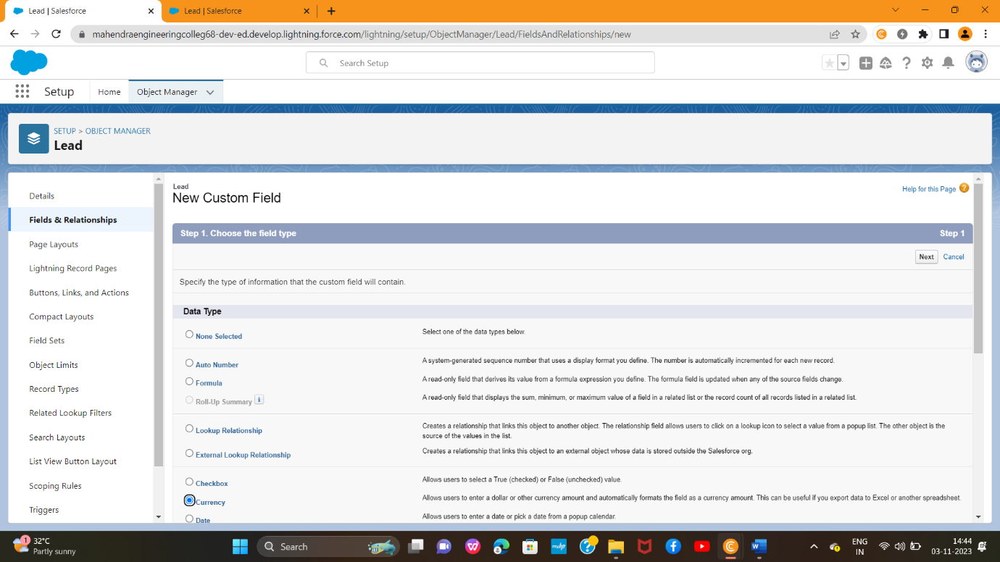 Lead | Salesforce
Lead | Salesforce
mahendraengineeringcolleg68-dev-ed.develop.lightning.force.com/lightning/setup/ObjectManager/Lead/FieldsAndRelationships/new
Search Setup
Setup
Home
Object Manager
SETUP > OBJECT MANAGER
Lead
Details
Fields & Relationships
Page Layouts
Lightning Record Pages
Buttons, Links, and Actions
Compact Layouts
Field Sets
Object Limits
Record Types
Related Lookup Filters
Search Layouts
List View Button Layout
Scoping Rules
Triggers
Lead
New Custom Field
Help for this Page ?
Step 1. Choose the field type
Step 1
Next Cancel
Specify the type of information that the custom field will contain.
Data Type
None Selected
Select one of the data types below.
Auto Number
A system-generated sequence number that uses a display format you define. The number is automatically incremented for each new record.
Formula
A read-only field that derives its value from a formula expression you define. The formula field is updated when any of the source fields change.
Roll-Up Summary i
A read-only field that displays the sum, minimum, or maximum value of a field in a related list or the record count of all records listed in a related list.
Lookup Relationship
Creates a relationship that links this object to another object. The relationship field allows users to click on a lookup icon to select a value from a popup list. The other object is the
source of the values in the list.
External Lookup Relationship
Creates a relationship that links this object to an external object whose data is stored outside the Salesforce org.
Checkbox
Allows users to select a True (checked) or False (unchecked) value.
Currency
Allows users to enter a dollar or other currency amount and automatically formats the field as a currency amount. This can be useful if you export data to Excel or another spreadsheet.
Date
Allows users to enter a date or pick a date from a popup calendar.
1
32°C
Partly sunny
Search
myhp
ENG
IN
14:44
03-11-2023